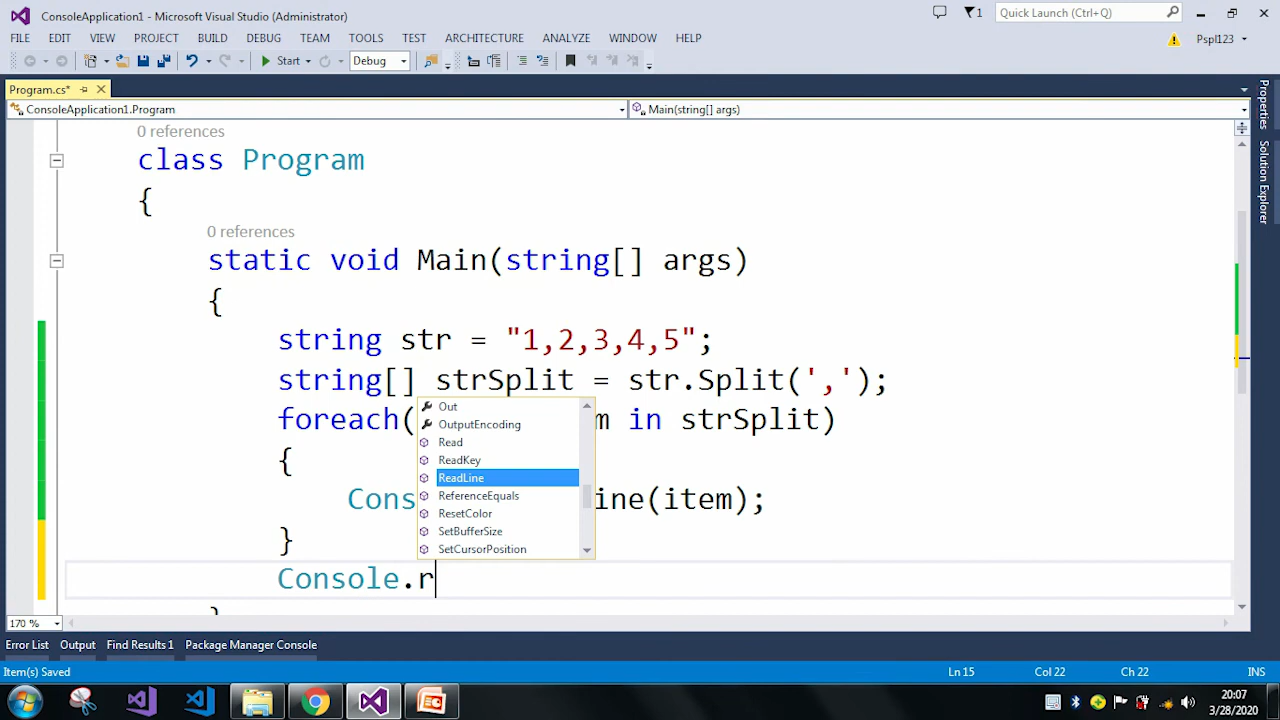 ConsoleApplication1 - Microsoft Visual Studio (Administrator)
1
Quick Launch (Ctrl+Q)
FILE EDIT VIEW PROJECT BUILD DEBUG TEAM TOOLS TEST ARCHITECTURE ANALYZE WINDOW HELP
Pspl123
Start Debug
Program.cs*
ConsoleApplication1.Program
Main(string[] args)
Properties
Solution Explorer
0 references
class Program
{
0 references
static void Main(string[] args)
{
string str = "1,2,3,4,5";
string[] strSplit = str.Split(',');
foreach( m in strSplit)
{
Cons ine(item);
}
Console.r
Out
OutputEncoding
Read
ReadKey
ReadLine
ReferenceEquals
ResetColor
SetBufferSize
SetCursorPosition
}
170 %
Error List Output Find Results 1 Package Manager Console
Item(s) Saved
Ln 15 Col 22 Ch 22 INS
20:07
3/28/2020